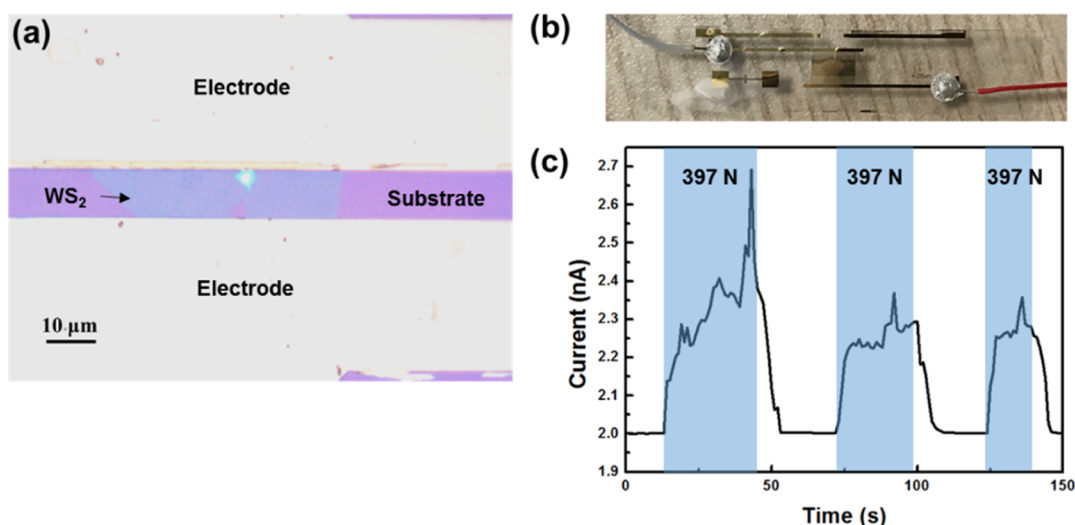 (a)
Electrode
WS₂
Substrate
Electrode
10 µm
(b)
(c)
397 N
397 N
397 N
Current (nA)
2.7
2.6
2.5
2.4
2.3
2.2
2.1
2.0
1.9
0
50
100
150
Time (s)